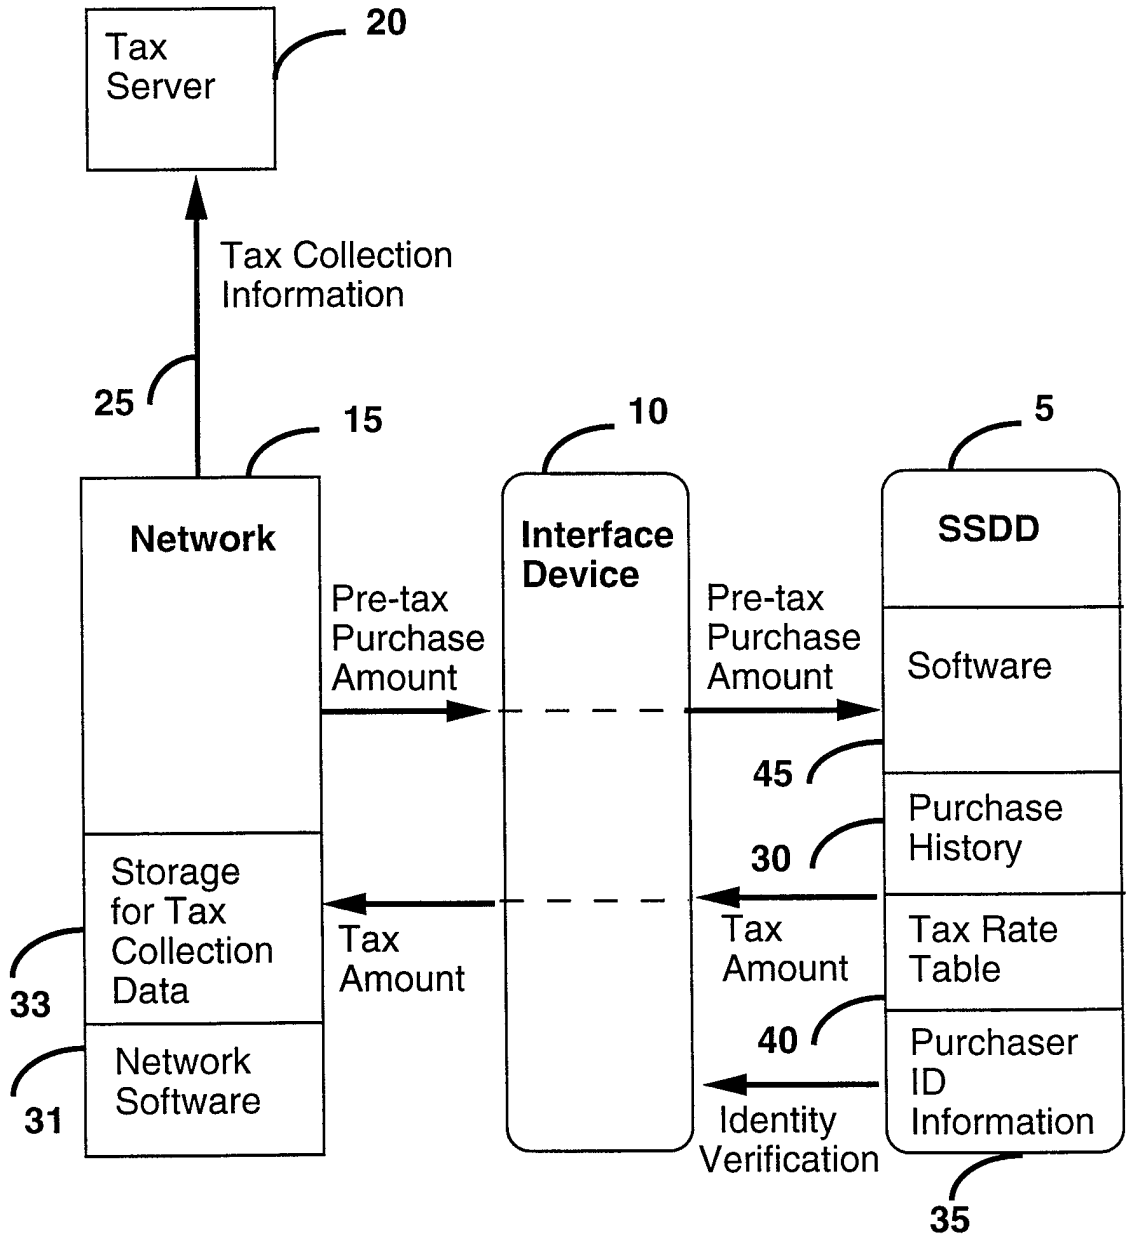 Tax
Server
20
Tax Collection
Information
25
15
10
5
Network
Interface
Device
SSDD
Pre-tax
Purchase
Amount
Pre-tax
Purchase
Amount
Software
45
Purchase
History
30
Storage
for Tax
Collection
Data
33
Tax
Amount
Tax
Amount
Tax Rate
Table
40
Network
Software
31
Purchaser
ID
Information
Identity
Verification
35